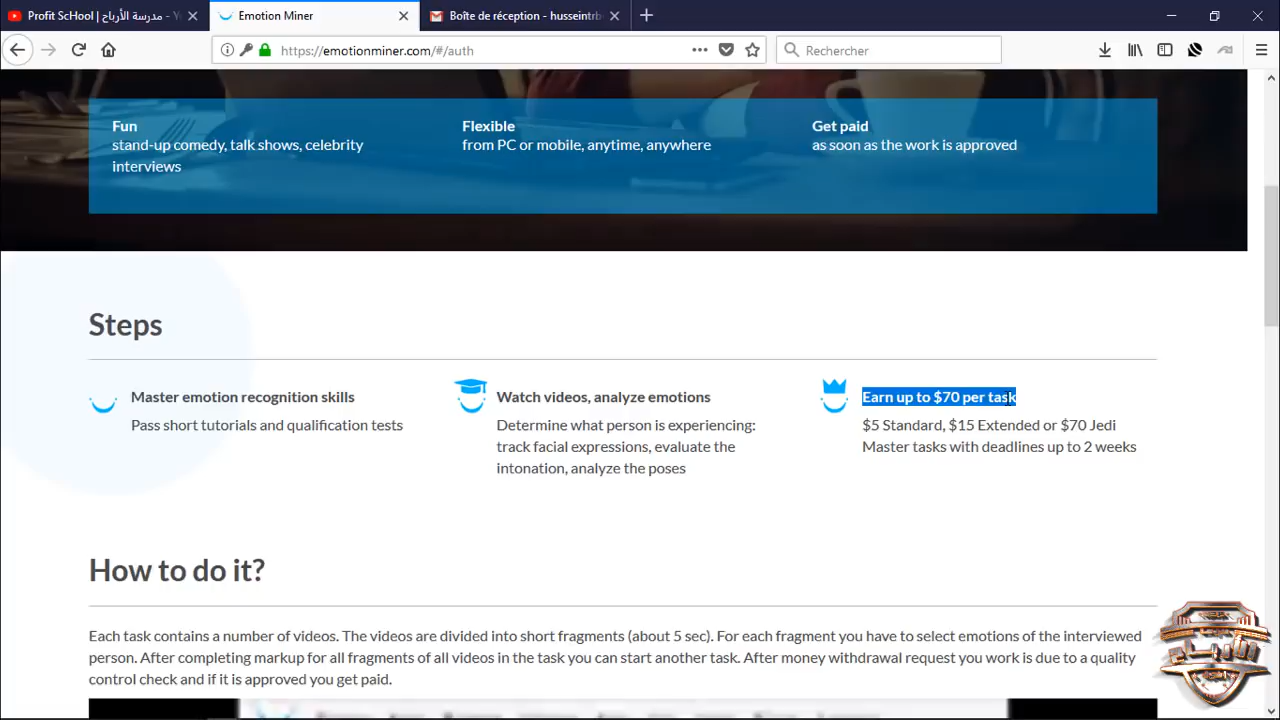 Profit ScHool | مدرسة الأرباح - Y
Emotion Miner
Boîte de réception - husseintrb
https://emotionminer.com/#/auth
Rechercher
Fun
stand-up comedy, talk shows, celebrity
interviews
Flexible
from PC or mobile, anytime, anywhere
Get paid
as soon as the work is approved
Steps
Master emotion recognition skills
Pass short tutorials and qualification tests
Watch videos, analyze emotions
Determine what person is experiencing:
track facial expressions, evaluate the
intonation, analyze the poses
Earn up to $70 per task
$5 Standard, $15 Extended or $70 Jedi
Master tasks with deadlines up to 2 weeks
How to do it?
Each task contains a number of videos. The videos are divided into short fragments (about 5 sec). For each fragment you have to select emotions of the interviewed
person. After completing markup for all fragments of all videos in the task you can start another task. After money withdrawal request you work is due to a quality
control check and if it is approved you get paid.